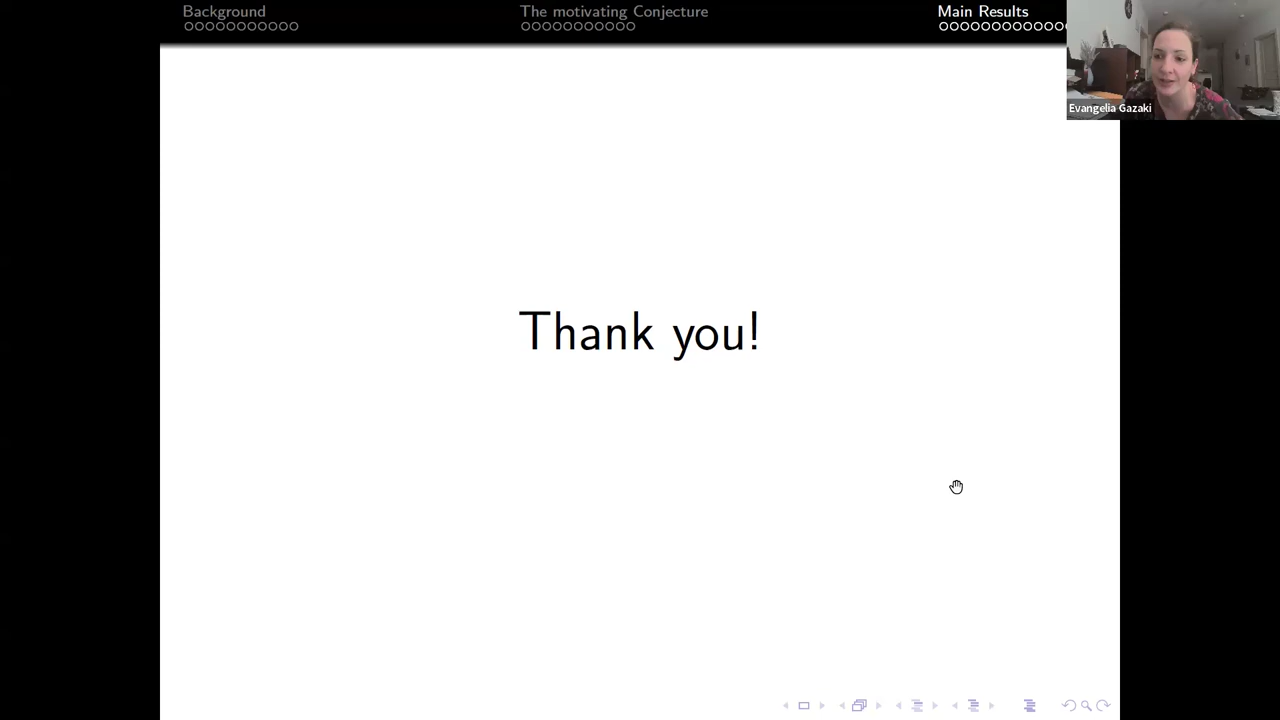 Background
The motivating Conjecture
Main Results
Evangelia Gazaki
Thank you!